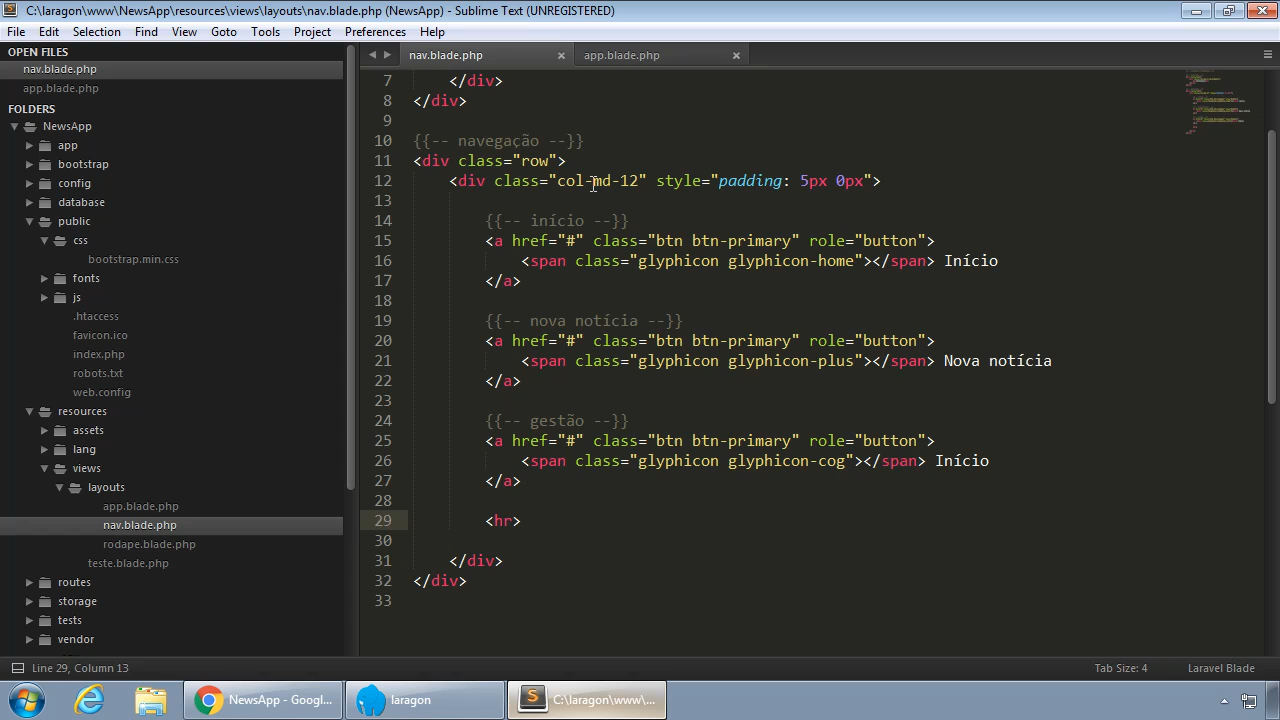 C:\laragon\www\NewsApp\resources\views\layouts\nav.blade.php (NewsApp) - Sublime Text (UNREGISTERED)
File Edit Selection Find View Goto Tools Project Preferences Help
OPEN FILES
nav.blade.php
app.blade.php
FOLDERS
NewsApp
app
bootstrap
config
database
public
css
bootstrap.min.css
fonts
js
.htaccess
favicon.ico
index.php
robots.txt
web.config
resources
assets
lang
views
layouts
app.blade.php
nav.blade.php
rodape.blade.php
teste.blade.php
routes
storage
tests
vendor
nav.blade.php app.blade.php
7 </div>
8 </div>
9
10 {{-- navegação --}}
11 <div class="row">
12 <div class="col-md-12" style="padding: 5px 0px">
13
14 {{-- início --}}
15 <a href="#" class="btn btn-primary" role="button">
16 <span class="glyphicon glyphicon-home"></span> Início
17 </a>
18
19 {{-- nova notícia --}}
20 <a href="#" class="btn btn-primary" role="button">
21 <span class="glyphicon glyphicon-plus"></span> Nova notícia
22 </a>
23
24 {{-- gestão --}}
25 <a href="#" class="btn btn-primary" role="button">
26 <span class="glyphicon glyphicon-cog"></span> Início
27 </a>
28
29 <hr>
30
31 </div>
32 </div>
33
Line 29, Column 13 Tab Size: 4 Laravel Blade
NewsApp - Googl... laragon C:\laragon\www\...